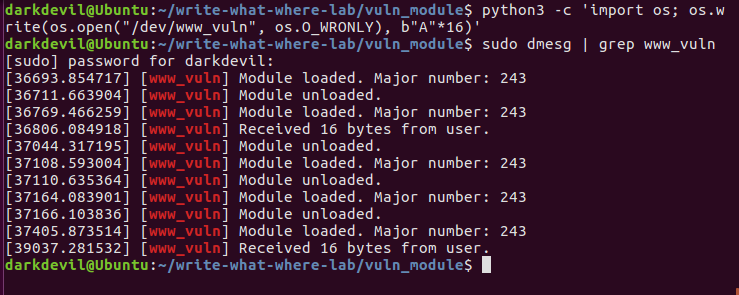 darkdevil@Ubuntu:~/write-what-where-lab/vuln_module$ python3 -c 'import os; os.w
rite(os.open("/dev/www_vuln", os.O_WRONLY), b"A"*16)'
darkdevil@Ubuntu:~/write-what-where-lab/vuln_module$ sudo dmesg | grep www_vuln
[sudo] password for darkdevil:
[36693.854717] [www_vuln] Module loaded. Major number: 243
[36711.663904] [www_vuln] Module unloaded.
[36769.466259] [www_vuln] Module loaded. Major number: 243
[36806.084918] [www_vuln] Received 16 bytes from user.
[37044.317195] [www_vuln] Module unloaded.
[37108.593004] [www_vuln] Module loaded. Major number: 243
[37110.635364] [www_vuln] Module unloaded.
[37164.083901] [www_vuln] Module loaded. Major number: 243
[37166.103836] [www_vuln] Module unloaded.
[37405.873514] [www_vuln] Module loaded. Major number: 243
[39037.281532] [www_vuln] Received 16 bytes from user.
darkdevil@Ubuntu:~/write-what-where-lab/vuln_module$